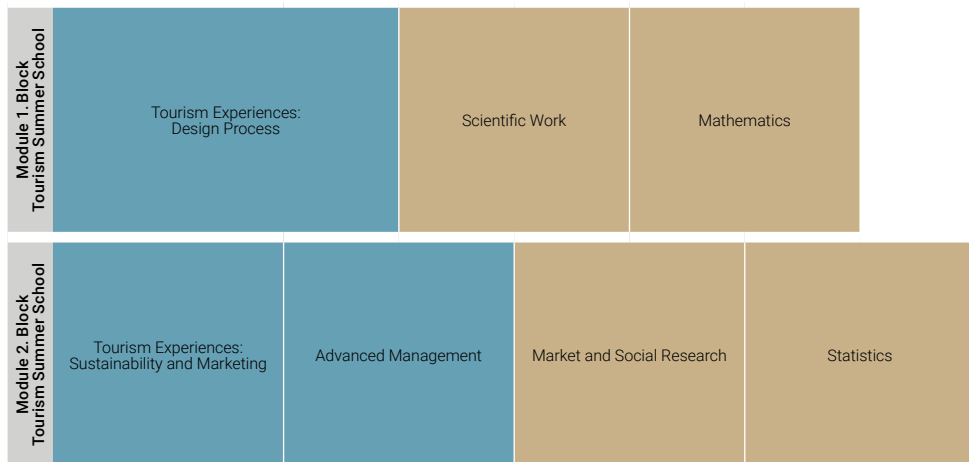 Module 1. Block
Tourism Summer School
Tourism Experiences:
Design Process
Scientific Work
Mathematics
Module 2. Block
Tourism Summer School
Tourism Experiences:
Sustainability and Marketing
Advanced Management
Market and Social Research
Statistics